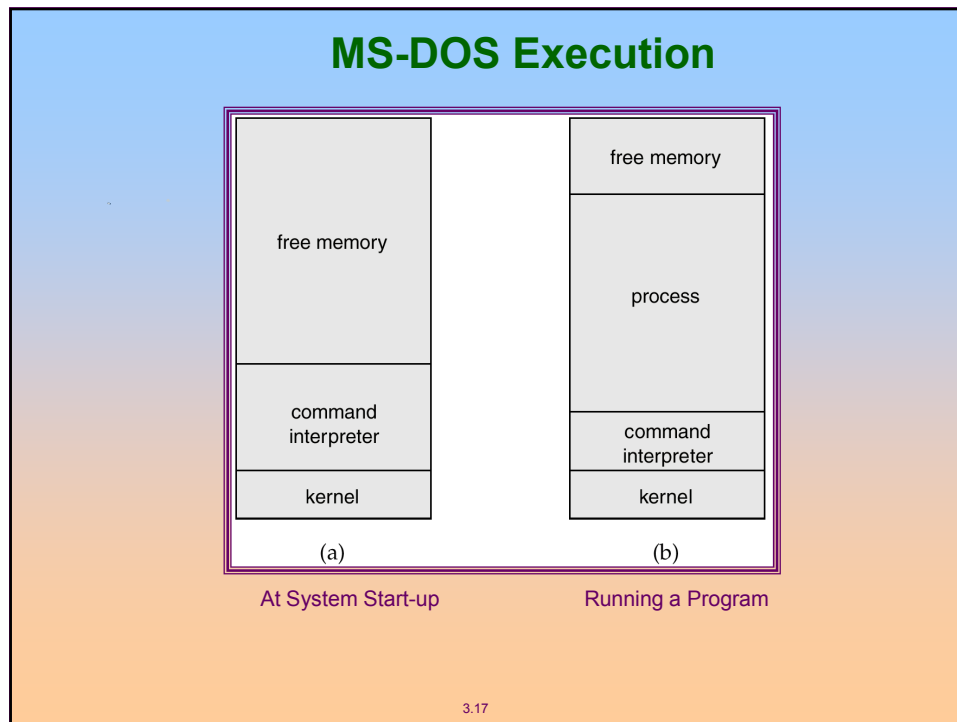 MS-DOS Execution
free memory
command
interpreter
kernel
(a)
free memory
process
command
interpreter
kernel
(b)
At System Start-up
Running a Program
3.17